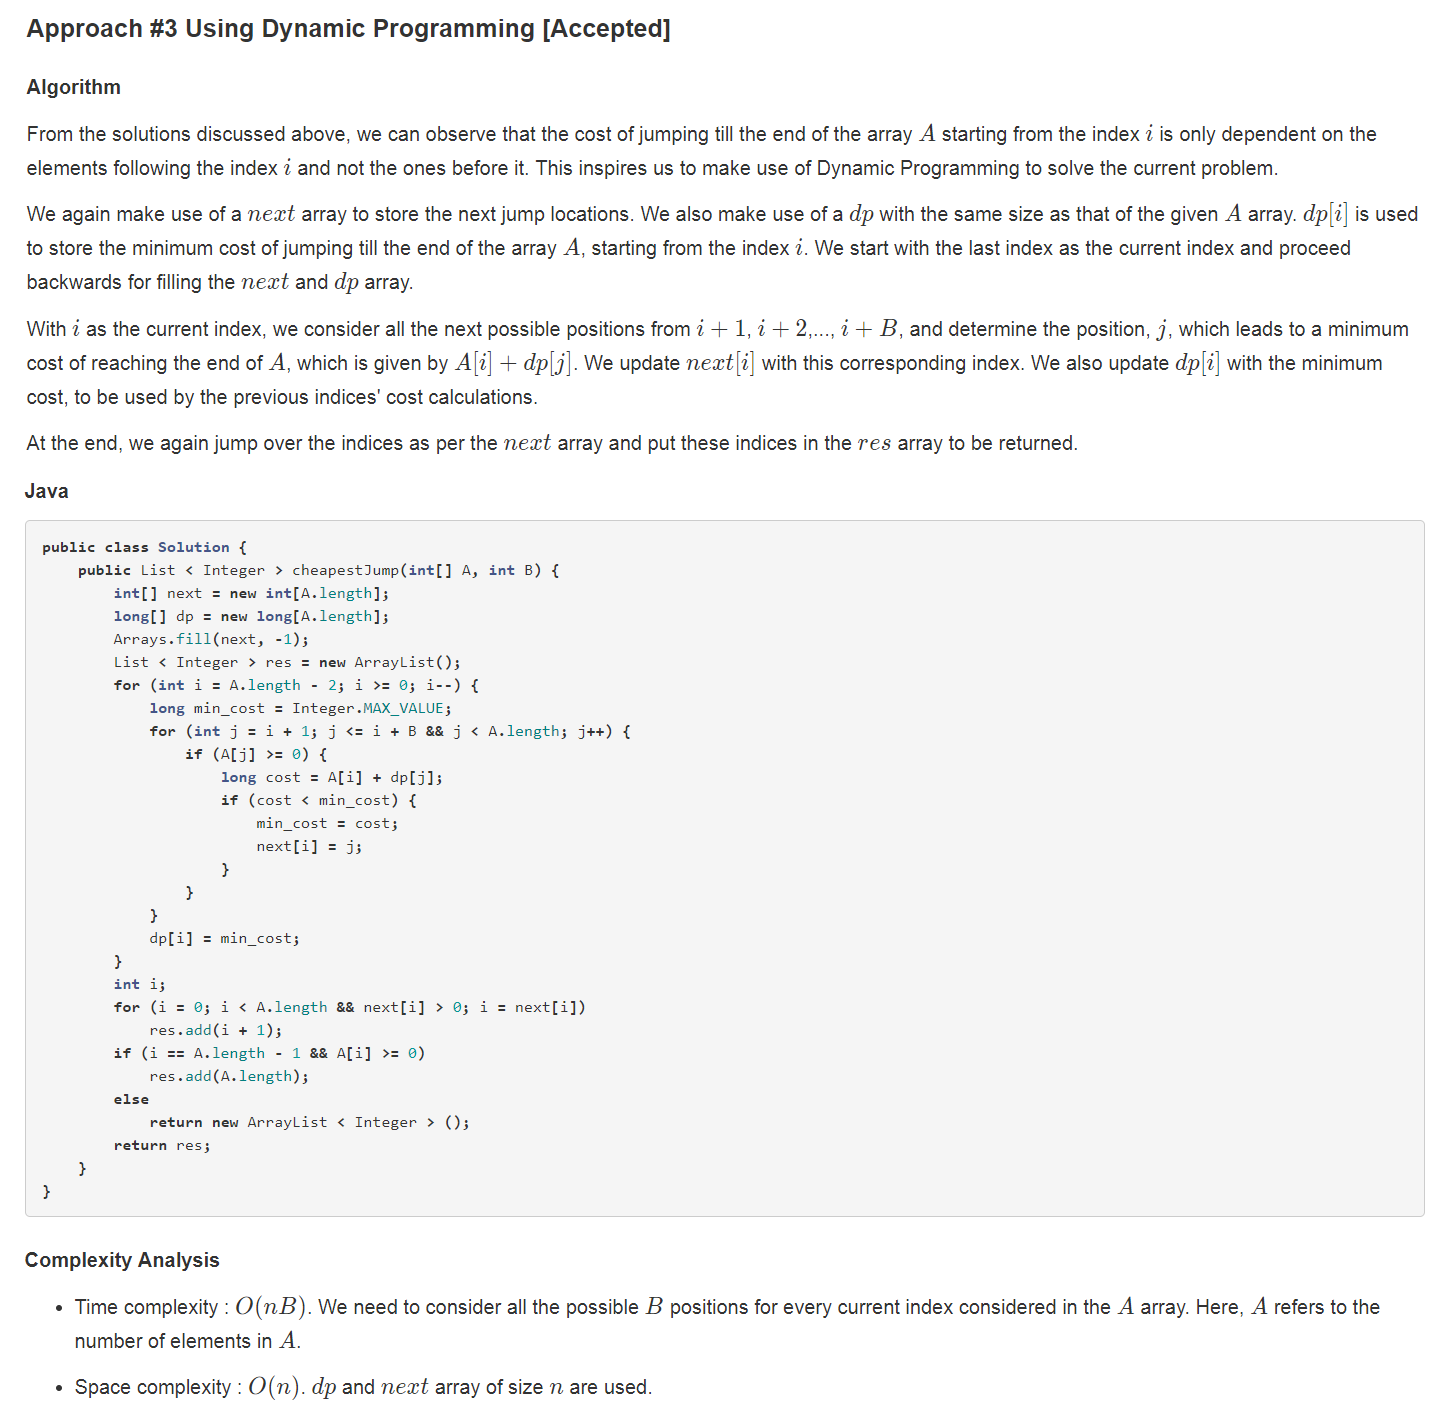 Approach #3 Using Dynamic Programming [Accepted]
Algorithm
From the solutions discussed above, we can observe that the cost of jumping till the end of the array A starting from the index i is only dependent on the
elements following the index i and not the ones before it. This inspires us to make use of Dynamic Programming to solve the current problem.
We again make use of a next array to store the next jump locations. We also make use of a dp with the same size as that of the given A array. dp[i] is used
to store the minimum cost of jumping till the end of the array A, starting from the index i. We start with the last index as the current index and proceed
backwards for filling the next and dp array.
With i as the current index, we consider all the next possible positions from i + 1, i + 2,..., i + B, and determine the position, j, which leads to a minimum
cost of reaching the end of A, which is given by A[i] + dp[j]. We update next[i] with this corresponding index. We also update dp[i] with the minimum
cost, to be used by the previous indices' cost calculations.
At the end, we again jump over the indices as per the next array and put these indices in the res array to be returned.
Java
public class Solution {
    public List < Integer > cheapestJump(int[] A, int B) {
        int[] next = new int[A.length];
        long[] dp = new long[A.length];
        Arrays.fill(next, -1);
        List < Integer > res = new ArrayList();
        for (int i = A.length - 2; i >= 0; i--) {
            long min_cost = Integer.MAX_VALUE;
            for (int j = i + 1; j <= i + B && j < A.length; j++) {
                if (A[j] >= 0) {
                    long cost = A[i] + dp[j];
                    if (cost < min_cost) {
                        min_cost = cost;
                        next[i] = j;
                    }
                }
            }
            dp[i] = min_cost;
        }
        int i;
        for (i = 0; i < A.length && next[i] > 0; i = next[i])
            res.add(i + 1);
        if (i == A.length - 1 && A[i] >= 0)
            res.add(A.length);
        else
            return new ArrayList < Integer > ();
        return res;
    }
}
Complexity Analysis
• Time complexity : O(nB). We need to consider all the possible B positions for every current index considered in the A array. Here, A refers to the
number of elements in A.
• Space complexity : O(n). dp and next array of size n are used.